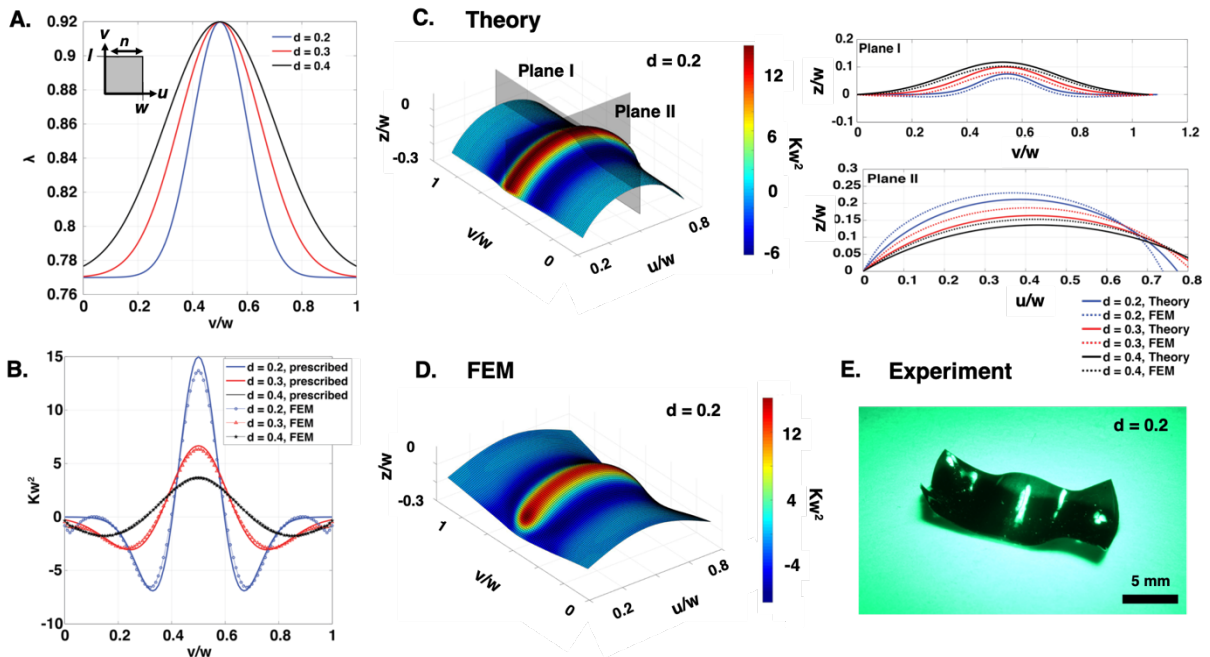 A.
λ
0.92
0.9
0.88
0.86
0.84
0.82
0.80
0.78
0.76
0
0.2
0.4
0.6
0.8
1
v/w
v
n
l
u
w
d = 0.2
d = 0.3
d = 0.4
B.
Kw²
15
10
5
0
-5
-10
0
0.2
0.4
0.6
0.8
1
v/w
d = 0.2, prescribed
d = 0.3, prescribed
d = 0.4, prescribed
d = 0.2, FEM
d = 0.3, FEM
d = 0.4, FEM
C. Theory
d = 0.2
Plane I
Plane II
z/w
0
-0.3
1
v/w
0
0.2
u/w
0.8
12
6
0
-6
Kw²
Plane I
z/w
0.2
0.1
0
-0.1
0
0.2
0.4
0.6
0.8
1.0
1.2
v/w
Plane II
z/w
0.3
0.25
0.2
0.15
0.1
0.05
0
0
0.1
0.2
0.3
0.4
0.5
0.6
0.7
0.8
u/w
d = 0.2, Theory
d = 0.2, FEM
d = 0.3, Theory
d = 0.3, FEM
d = 0.4, Theory
d = 0.4, FEM
D. FEM
d = 0.2
z/w
0
-0.3
1
v/w
0
0.2
u/w
0.8
12
4
-4
Kw²
E. Experiment
d = 0.2
5 mm